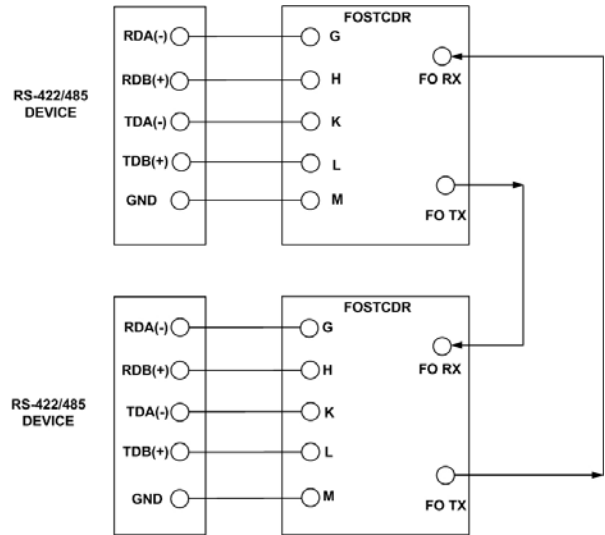 FOSTCDR
RDA(-) G
FO RX
RDB(+) H
RS-422/485
DEVICE
TDA(-) K
TDB(+) L
GND M
FO TX
FOSTCDR
RDA(-) G
RDB(+) H
FO RX
RS-422/485
DEVICE
TDA(-) K
TDB(+) L
GND M
FO TX